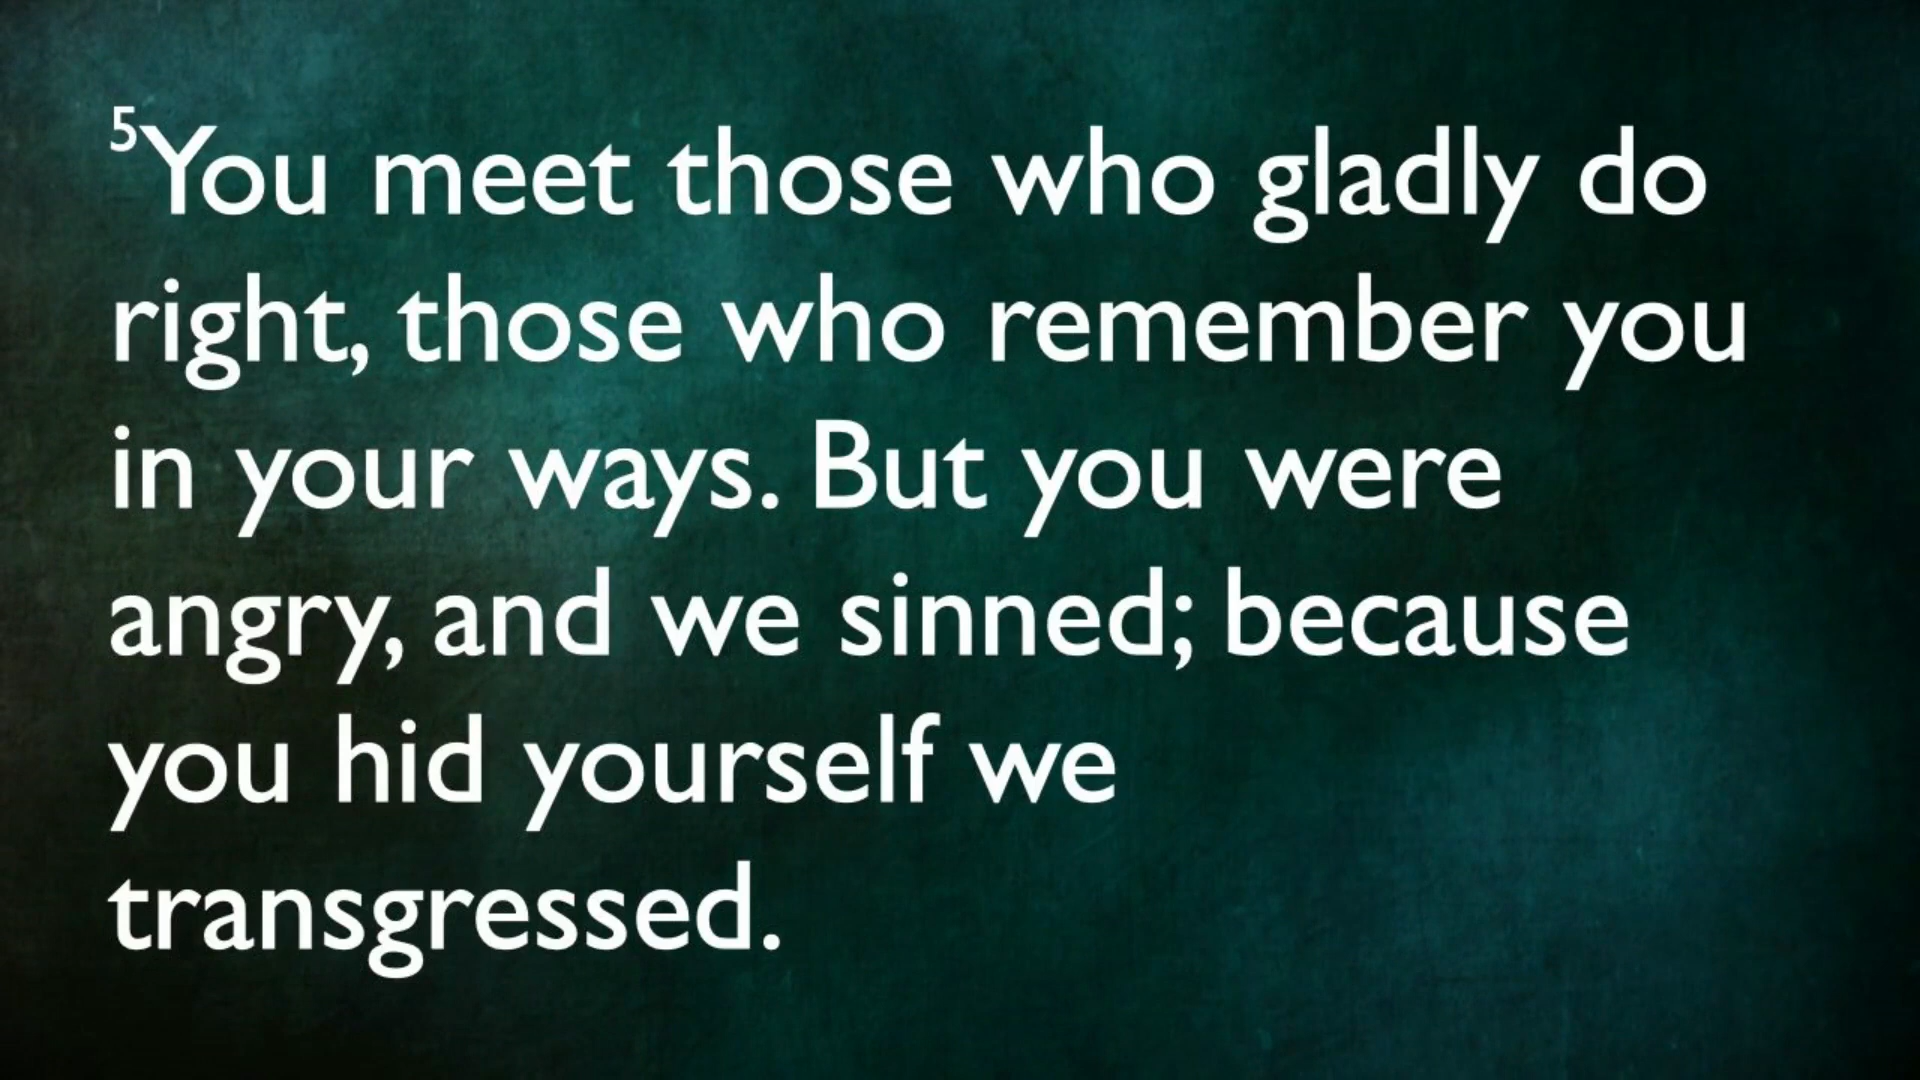 5You meet those who gladly do
right, those who remember you
in your ways. But you were
angry, and we sinned; because
you hid yourself we
transgressed.